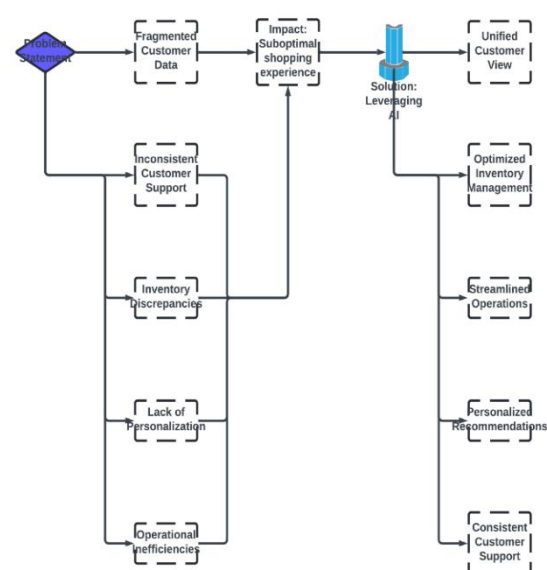 Problem
Statement
Fragmented
Customer
Data
Impact:
Suboptimal
shopping
experience
Solution:
Leveraging
AI
Unified
Customer
View
Inconsistent
Customer
Support
Optimized
Inventory
Management
Inventory
Discrepancies
Streamlined
Operations
Lack of
Personalization
Personalized
Recommendations
Operational
Inefficiencies
Consistent
Customer
Support